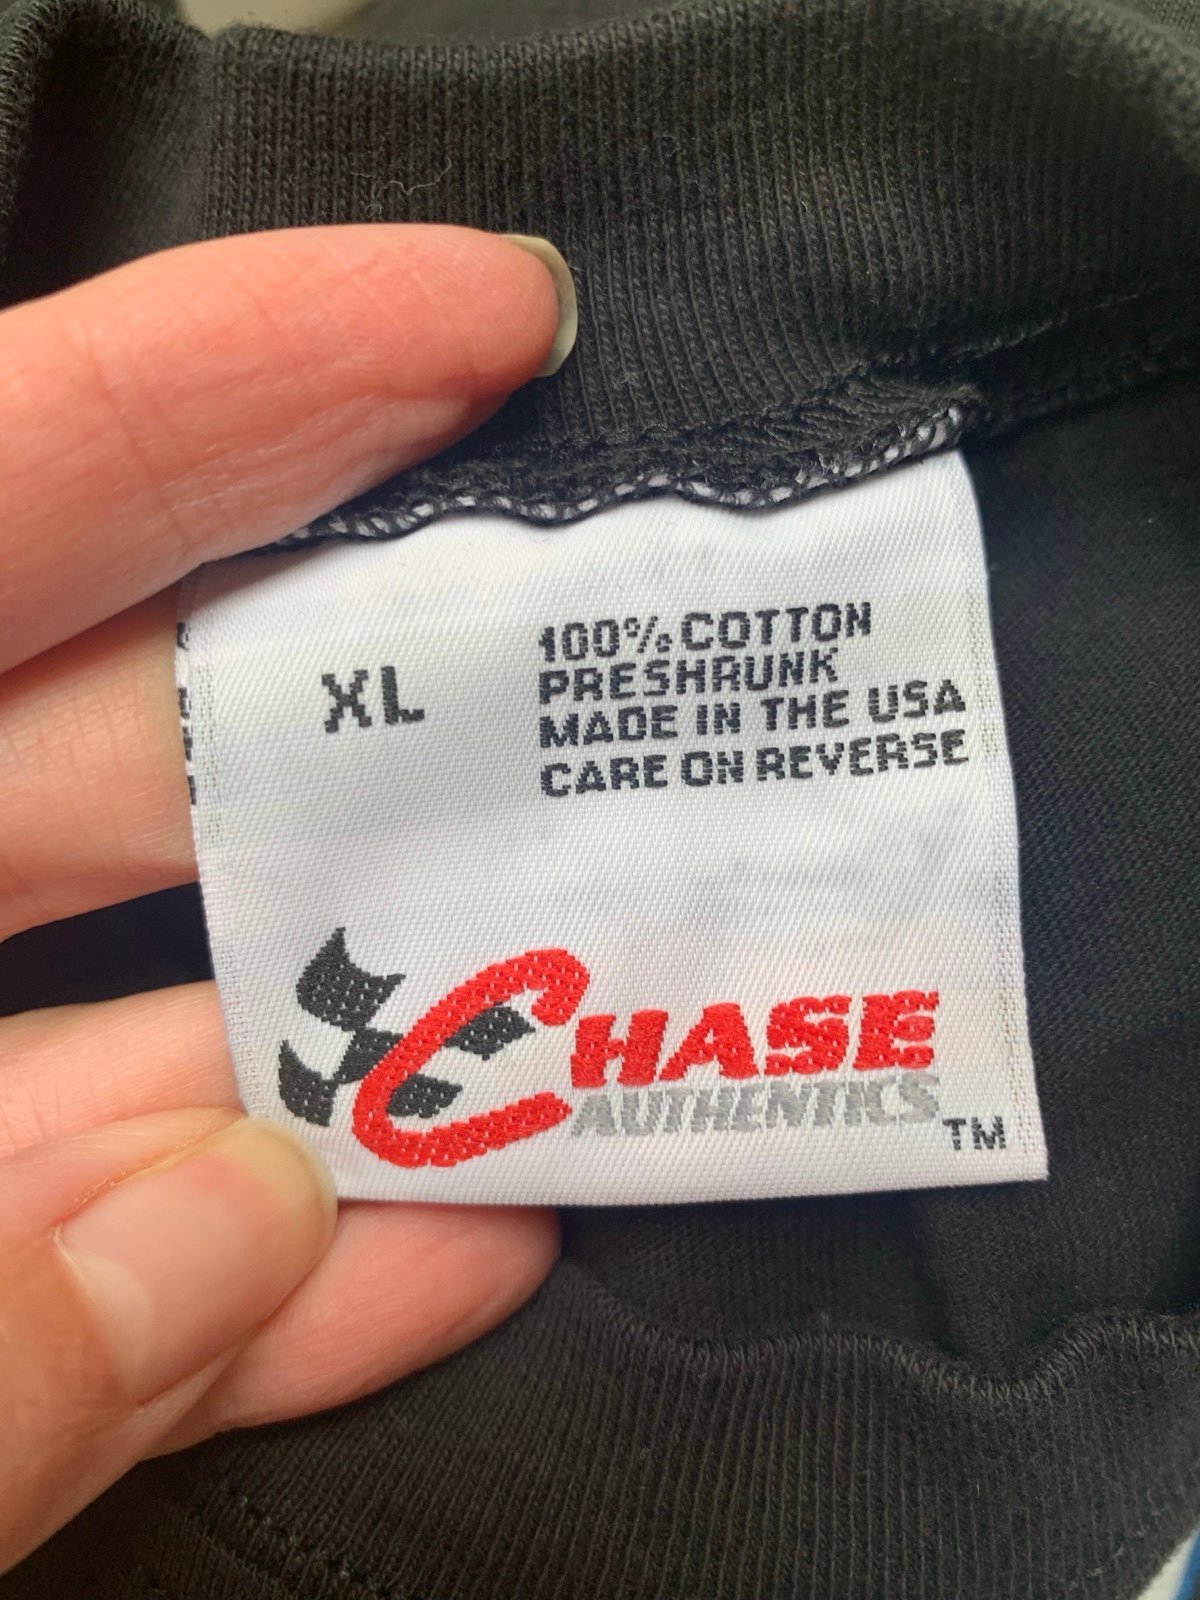 XL
100% COTTON
PRESHRUNK
MADE IN THE USA
CARE ON REVERSE
CHASE
AUTHENTICS
TM